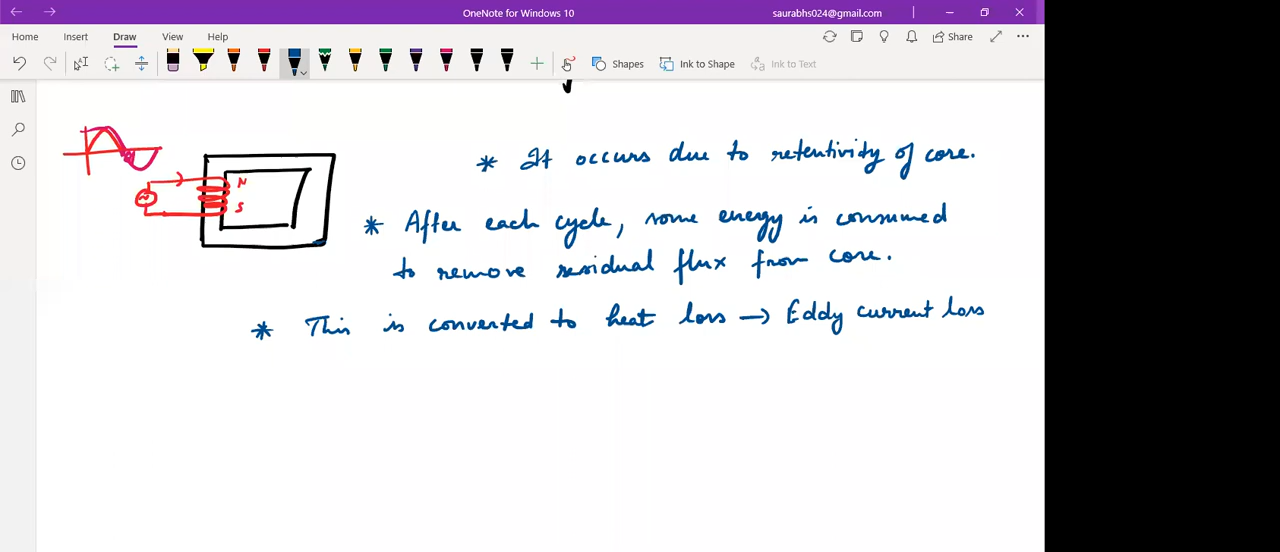 OneNote for Windows 10
saurabhs024@gmail.com
Home Insert Draw View Help
Share
Shapes Ink to Shape Ink to Text
* It occurs due to retentivity of core.
N
S
* After each cycle, some energy is consumed
to remove residual flux from core.
* This is converted to heat loss → Eddy current loss